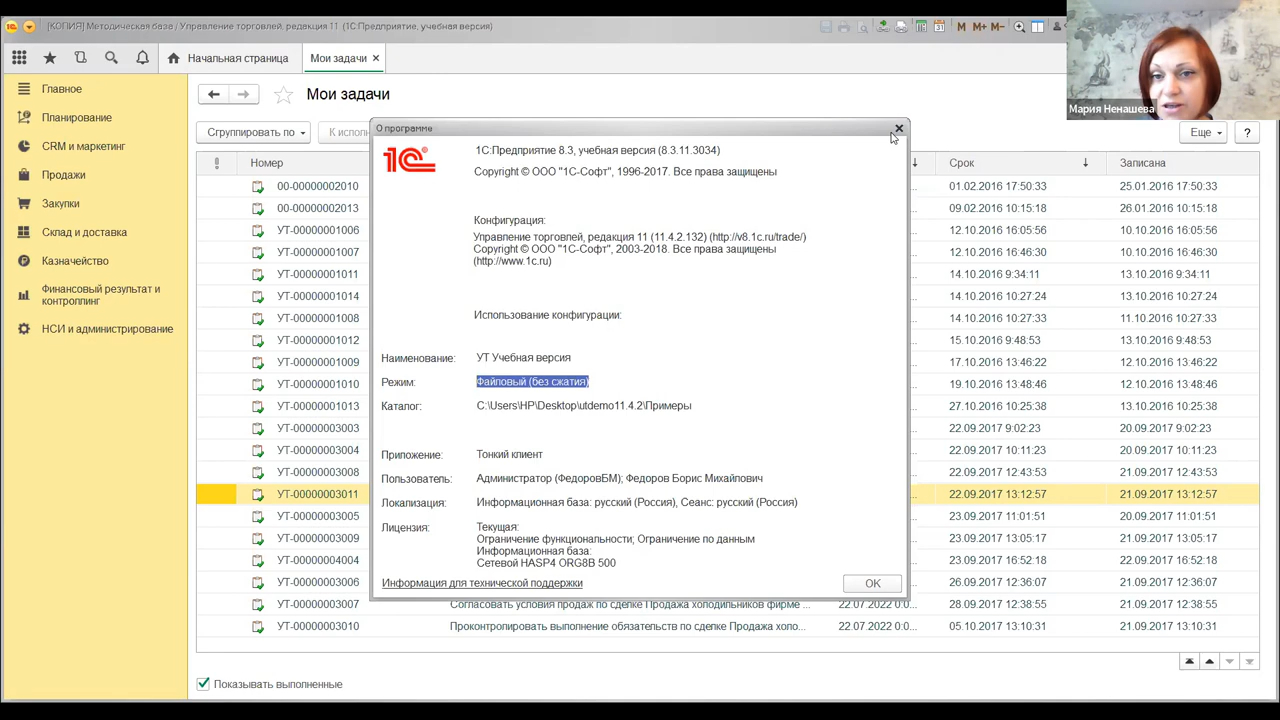 [КОПИЯ] Методическая база / Управление торговлей, редакция 11 (1С:Предприятие, учебная версия)
M M+ M-
Начальная страница
Мои задачи
Главное
Планирование
CRM и маркетинг
Продажи
Закупки
Склад и доставка
Казначейство
Финансовый результат и
контроллинг
НСИ и администрирование
Мои задачи
Мария Ненашева
Сгруппировать по
К испол
Еще
?
Номер
Срок
Записана
00-00000002010 01.02.2016 17:50:33 25.01.2016 17:50:33
00-00000002013 09.02.2016 10:15:18 26.01.2016 10:15:18
УТ-00000001006 12.10.2016 16:05:56 10.10.2016 16:05:56
УТ-00000001007 12.10.2016 16:46:30 10.10.2016 16:46:30
УТ-00000001011 14.10.2016 9:34:11 13.10.2016 9:34:11
УТ-00000001014 14.10.2016 10:27:24 13.10.2016 10:27:24
УТ-00000001008 14.10.2016 10:27:33 11.10.2016 10:27:33
УТ-00000001012 15.10.2016 9:48:53 13.10.2016 9:48:53
УТ-00000001009 17.10.2016 13:46:22 12.10.2016 13:46:22
УТ-00000001010 19.10.2016 13:48:46 12.10.2016 13:48:46
УТ-00000001013 27.10.2016 10:25:38 13.10.2016 10:25:38
УТ-00000003003 22.09.2017 9:02:23 20.09.2017 9:02:23
УТ-00000003004 22.09.2017 10:11:23 20.09.2017 10:11:23
УТ-00000003008 22.09.2017 12:43:53 21.09.2017 12:43:53
УТ-00000003011 22.09.2017 13:12:57 21.09.2017 13:12:57
УТ-00000003005 23.09.2017 11:01:51 20.09.2017 11:01:51
УТ-00000003009 23.09.2017 13:05:17 21.09.2017 13:05:17
УТ-00000004004 23.09.2017 16:52:18 22.09.2017 16:52:18
УТ-00000003006 26.09.2017 12:36:07 21.09.2017 12:36:07
УТ-00000003007 Согласовать условия продаж по сделке Продажа холодильников фирме ... 22.07.2022 0:0... 28.09.2017 12:38:55 21.09.2017 12:38:55
УТ-00000003010 Проконтролировать выполнение обязательств по сделке Продажа холо... 22.07.2022 0:0... 05.10.2017 13:10:31 21.09.2017 13:10:31
Показывать выполненные
О программе
1С
1С:Предприятие 8.3, учебная версия (8.3.11.3034)
Copyright © ООО "1С-Софт", 1996-2017. Все права защищены
Конфигурация:
Управление торговлей, редакция 11 (11.4.2.132) (http://v8.1c.ru/trade/)
Copyright © ООО "1С-Софт", 2003-2018. Все права защищены
(http://www.1c.ru)
Использование конфигурации:
Наименование: УТ Учебная версия
Режим: Файловый (без сжатия)
Каталог: C:\Users\HP\Desktop\utdemo11.4.2\Примеры
Приложение: Тонкий клиент
Пользователь: Администратор (ФедоровБМ); Федоров Борис Михайлович
Локализация: Информационная база: русский (Россия), Сеанс: русский (Россия)
Лицензия: Текущая:
Ограничение функциональности; Ограничение по данным
Информационная база:
Сетевой HASP4 ORG8B 500
Информация для технической поддержки
OK